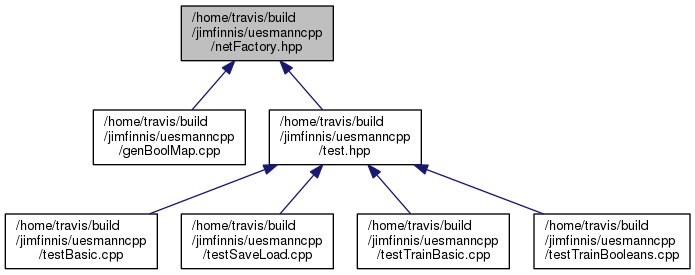 /home/travis/build
/jimfinnis/uesmanncpp
/netFactory.hpp
/home/travis/build
/jimfinnis/uesmanncpp
/genBoolMap.cpp
/home/travis/build
/jimfinnis/uesmanncpp
/test.hpp
/home/travis/build
/jimfinnis/uesmanncpp
/testBasic.cpp
/home/travis/build
/jimfinnis/uesmanncpp
/testSaveLoad.cpp
/home/travis/build
/jimfinnis/uesmanncpp
/testTrainBasic.cpp
/home/travis/build
/jimfinnis/uesmanncpp
/testTrainBooleans.cpp